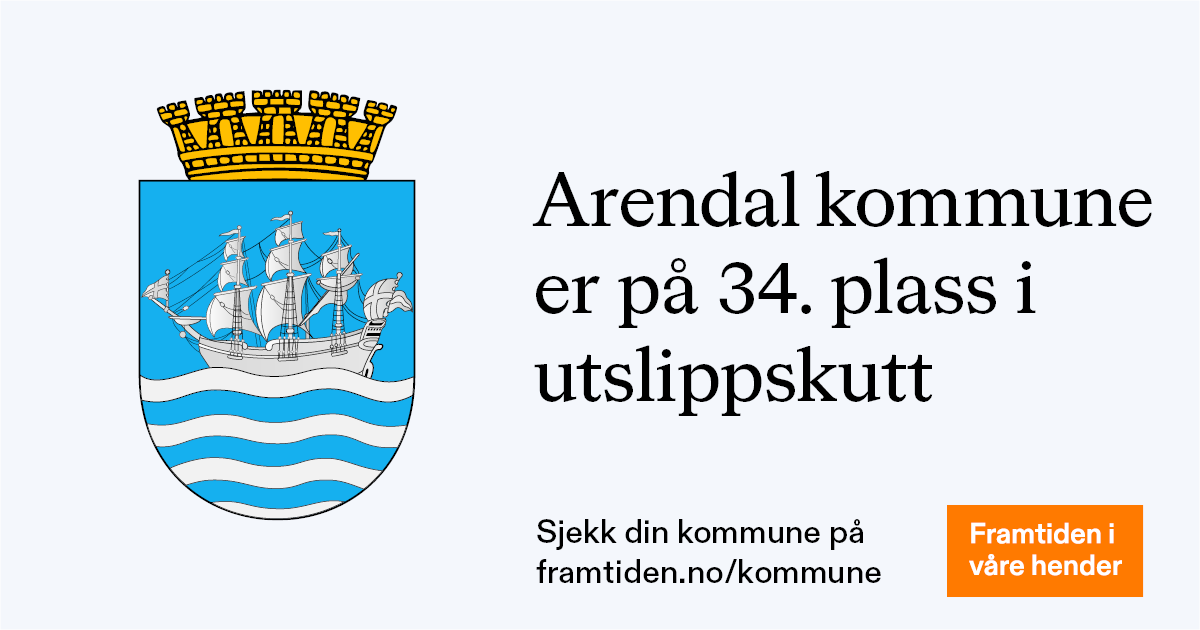 Arendal kommune
er på 34. plass i
utslippskutt
Sjekk din kommune på
framtiden.no/kommune
Framtiden i
våre hender